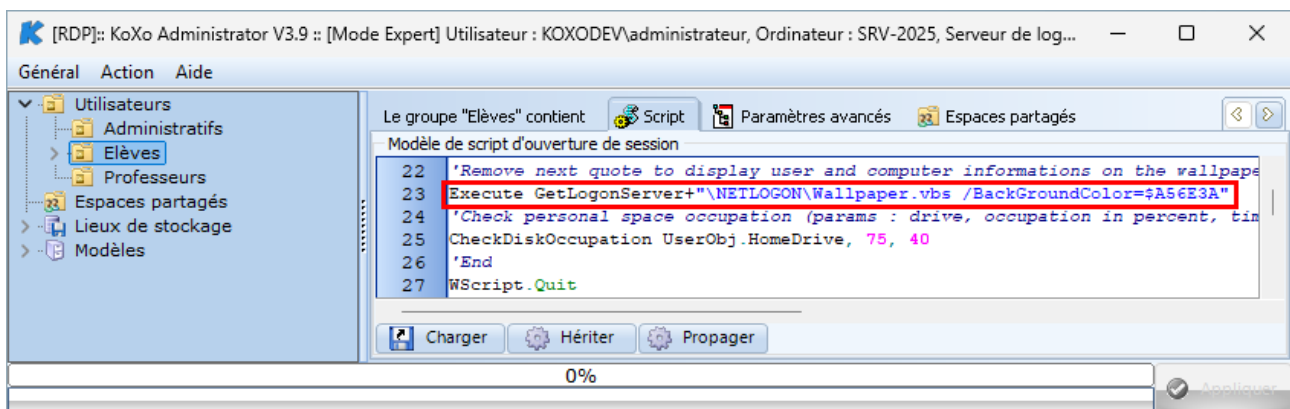 [RDP]:: KoXo Administrator V3.9 :: [Mode Expert] Utilisateur : KOXODEV\administrateur, Ordinateur : SRV-2025, Serveur de log...
Général Action Aide
Utilisateurs
Administratifs
Elèves
Professeurs
Espaces partagés
Lieux de stockage
Modèles
Le groupe "Elèves" contient Script Paramètres avancés Espaces partagés
Modèle de script d'ouverture de session
22 'Remove next quote to display user and computer informations on the wallpape
23 Execute GetLogonServer+"\NETLOGON\Wallpaper.vbs /BackGroundColor=$A56E3A"
24 'Check personal space occupation (params : drive, occupation in percent, tim
25 CheckDiskOccupation UserObj.HomeDrive, 75, 40
26 'End
27 WScript.Quit
Charger Hériter Propager
0%
Appliquer